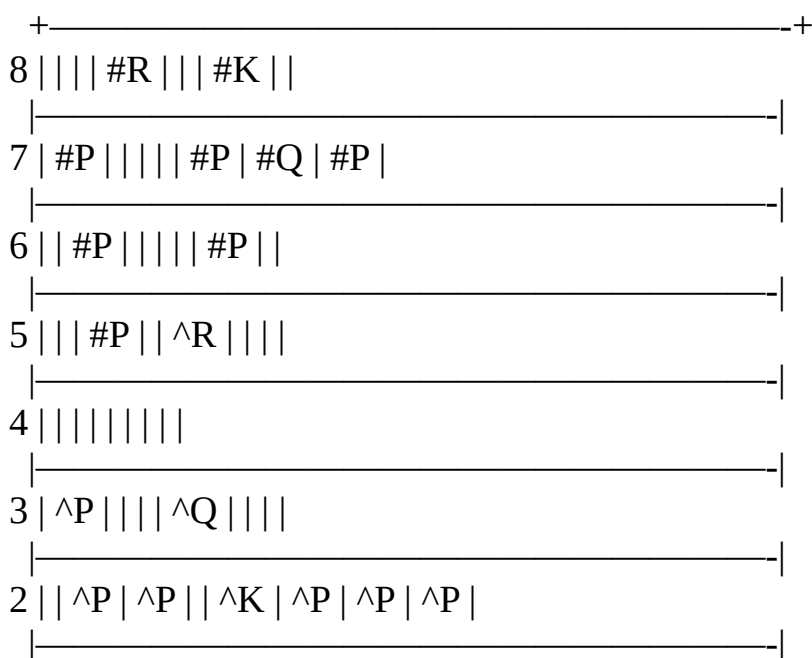 +———————————————————-+
8 | | | | #R | | | #K | |
|———————————————————-|
7 | #P | | | | | #P | #Q | #P |
|———————————————————-|
6 | | #P | | | | | #P | |
|———————————————————-|
5 | | | #P | | ^R | | | |
|———————————————————-|
4 | | | | | | | | |
|———————————————————-|
3 | ^P | | | | ^Q | | | |
|———————————————————-|
2 | | ^P | ^P | | ^K | ^P | ^P | ^P |
|———————————————————-|